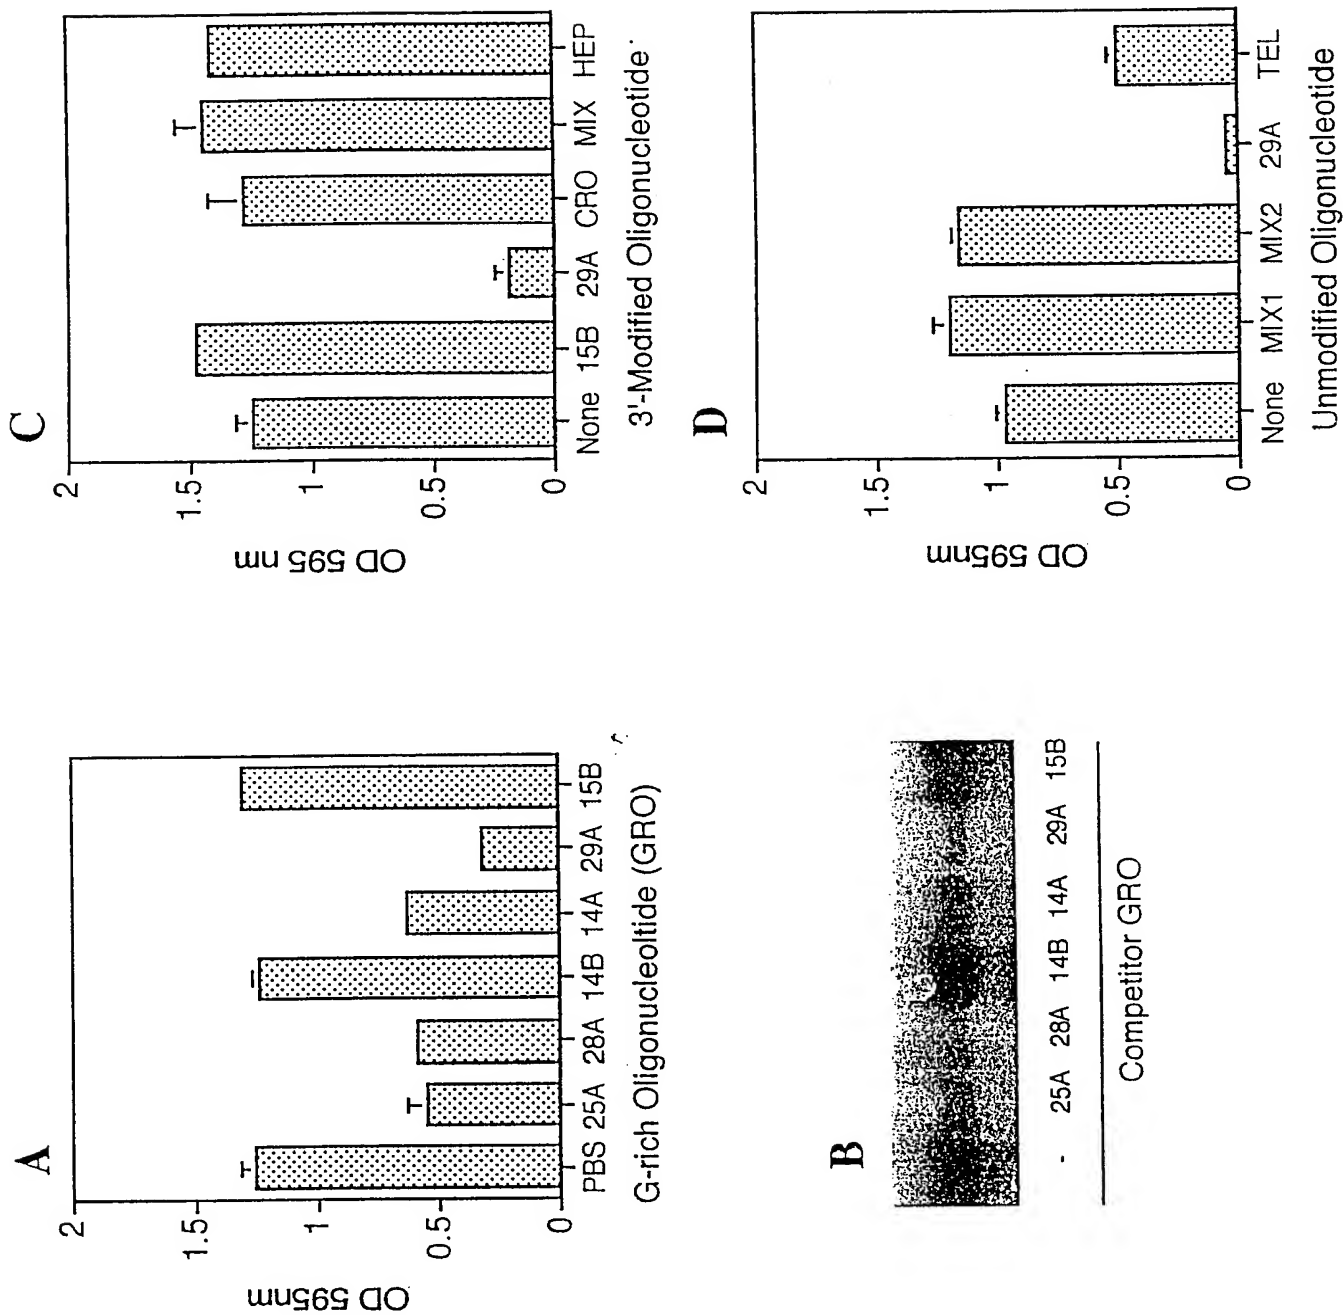 A
OD 595nm
2
1.5
1
0.5
0
PBS 25A 28A 14B 14A 29A 15B
G-rich Oligonucleoltide (GRO)
B
- 25A 28A 14B 14A 29A 15B
Competitor GRO
C
OD 595 nm
2
1.5
1
0.5
0
None 15B 29A CRO MIX HEP
3'-Modified Oligonucleotide
D
OD 595nm
2
1.5
1
0.5
0
None MIX1 MIX2 29A TEL
Unmodified Oligonucleotide